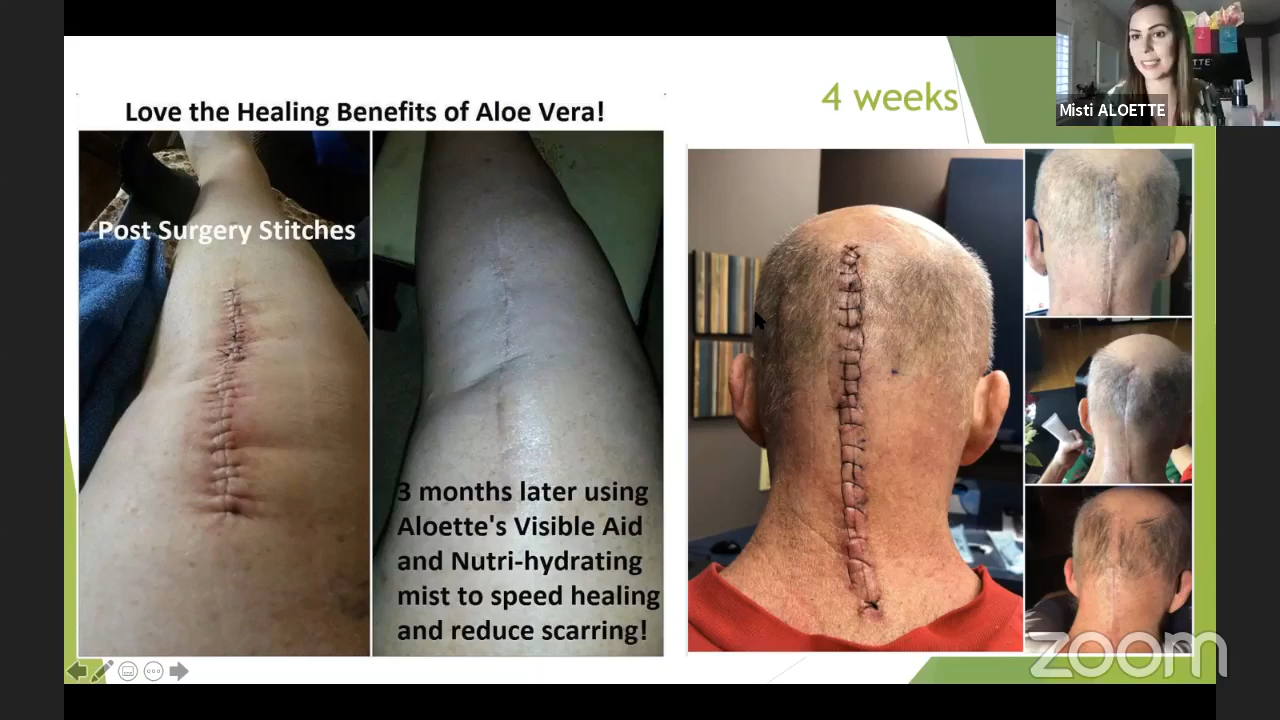 Love the Healing Benefits of Aloe Vera!
4 weeks
Misti ALOETTE
Post Surgery Stitches
3 months later using
Aloette's Visible Aid
and Nutri-hydrating
mist to speed healing
and reduce scarring!
zoom